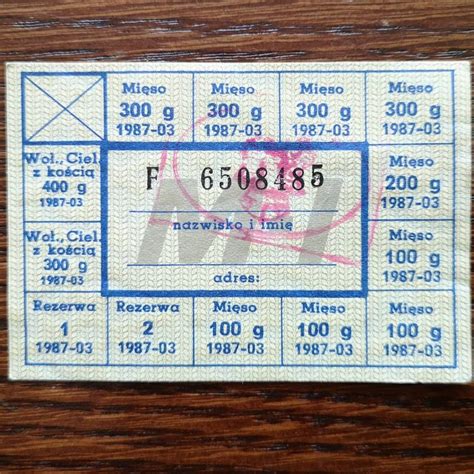 Mięso
300 g
1987-03
Mięso
300 g
1987-03
Mięso
300 g
1987-03
Mięso
300 g
1987-03
Woł., Ciel.
z kością
400 g
1987-03
F 6508485
nazwisko i imię
adres:
MI
Mięso
200 g
1987-03
Woł., Ciel.
z kością
300 g
1987-03
Mięso
100 g
1987-03
Rezerwa
1
1987-03
Rezerwa
2
1987-03
Mięso
100 g
1987-03
Mięso
100 g
1987-03
Mięso
100 g
1987-03